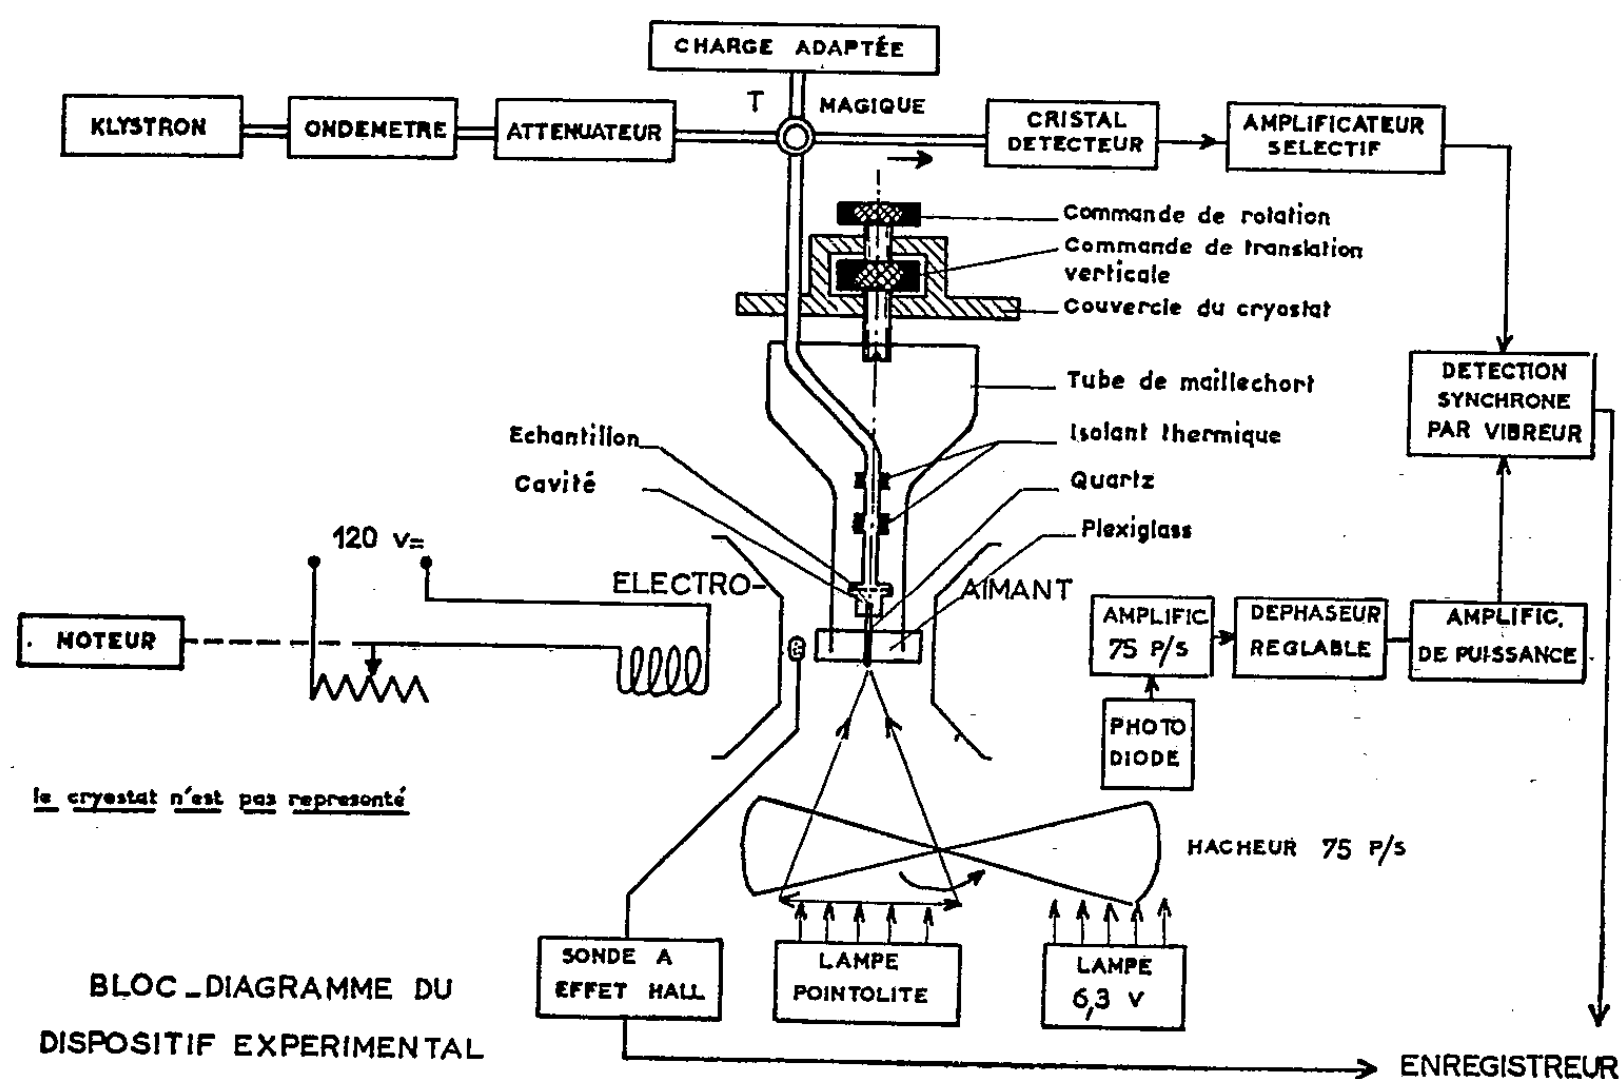 CHARGE ADAPTÉE
T MAGIQUE
KLYSTRON
ONDEMETRE
ATTENUATEUR
CRISTAL
DETECTEUR
AMPLIFICATEUR
SELECTIF
Commande de rotation
Commande de translation
verticale
Couvercle du cryostat
Tube de maillechort
DETECTION
SYNCHRONE
PAR VIBREUR
Echantillon
Isolant thermique
Cavité
Quartz
Plexiglass
120 V=
ELECTRO-
AIMANT
MOTEUR
AMPLIFIC.
75 P/S
DEPHASEUR
REGLABLE
AMPLIFIC.
DE PUISSANCE
PHOTO
DIODE
le cryostat n'est pas representé
HACHEUR 75 P/S
SONDE A
EFFET HALL
LAMPE
POINTOLITE
LAMPE
6,3 V
BLOC_DIAGRAMME DU
DISPOSITIF EXPERIMENTAL
ENREGISTREUR